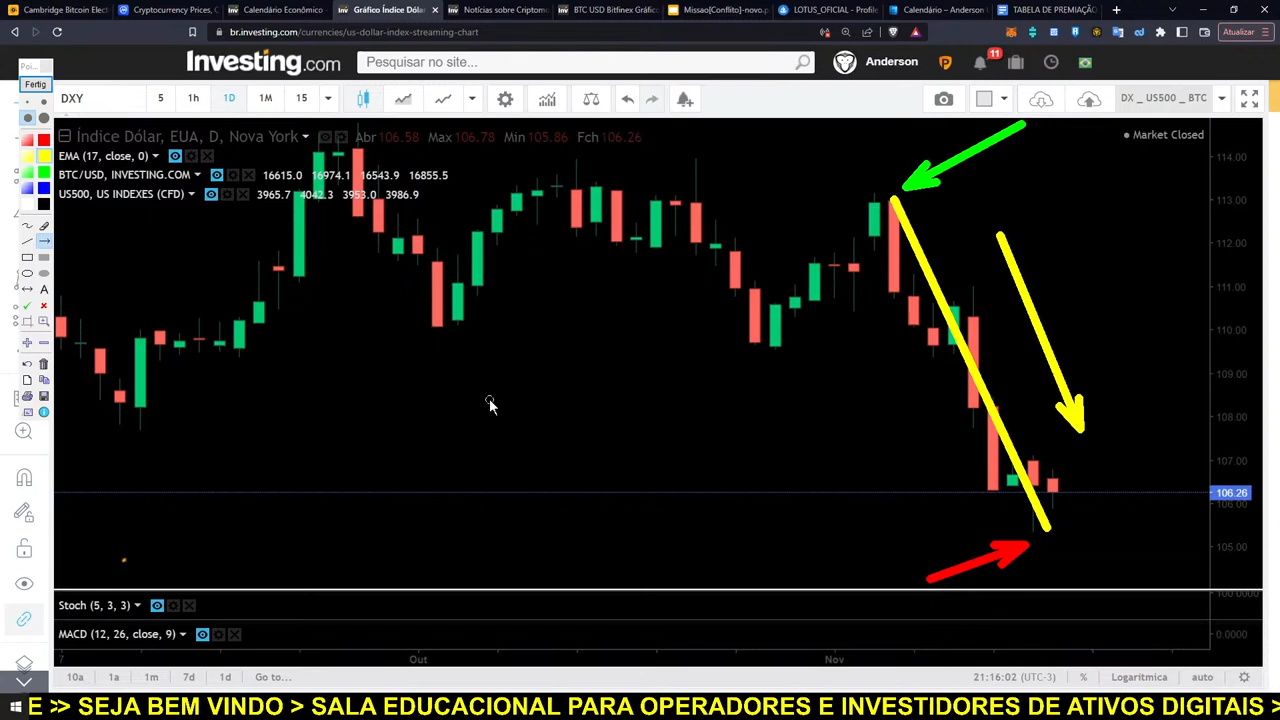 Cambridge Bitcoin Elect
Cryptocurrency Prices, C
Calendário Econômico -
Gráfico Índice Dóla
Notícias sobre Criptom
BTC USD Bitfinex Gráfic
Missao[Conflito]-novo.p
LOTUS_OFICIAL - Profile
Calendário – Anderson
TABELA DE PREMIAÇÃO
br.investing.com/currencies/us-dollar-index-streaming-chart
Atualizar
Investing.com
Pesquisar no site...
Anderson
11
Fertig
DXY
5
1h
1D
1M
15
DX _ US500 _ BTC
Índice Dólar, EUA, D, Nova York
Abr 106.58 Max 106.78 Min 105.86 Fch 106.26
Market Closed
EMA (17, close, 0)
BTC/USD, INVESTING.COM
16615.0 16974.1 16543.9 16855.5
US500, US INDEXES (CFD)
3965.7 4042.3 3953.0 3986.9
114.00
113.00
112.00
111.00
110.00
109.00
108.00
107.00
106.26
106.00
105.00
A
Stoch (5, 3, 3)
100.0000
MACD (12, 26, close, 9)
0.0000
7
Out
Nov
10a
1a
1m
7d
1d
Go to...
21:16:02 (UTC-3)
%
Logarítmica
auto
E >> SEJA BEM VINDO > SALA EDUCACIONAL PARA OPERADORES E INVESTIDORES DE ATIVOS DIGITAIS >